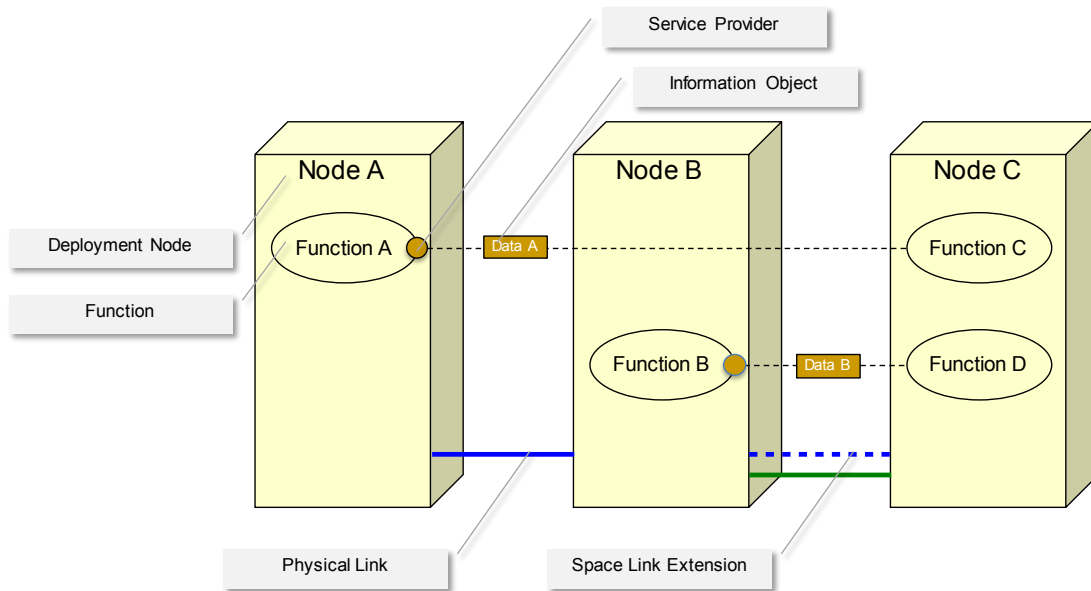 Service Provider
Information Object
Node A
Node B
Node C
Deployment Node
Function A
Data A
Function C
Function
Function B
Data B
Function D
Physical Link
Space Link Extension